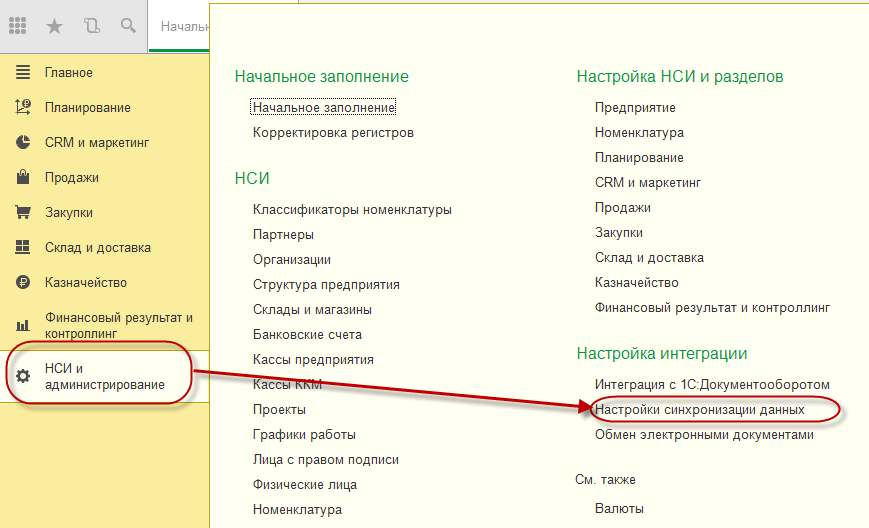 Начальн
Главное
Планирование
CRM и маркетинг
Продажи
Закупки
Склад и доставка
Казначейство
Финансовый результат и
контроллинг
НСИ и
администрирование
Начальное заполнение
Начальное заполнение
Корректировка регистров
НСИ
Классификаторы номенклатуры
Партнеры
Организации
Структура предприятия
Склады и магазины
Банковские счета
Кассы предприятия
Кассы ККМ
Проекты
Графики работы
Лица с правом подписи
Физические лица
Номенклатура
Настройка НСИ и разделов
Предприятие
Номенклатура
Планирование
CRM и маркетинг
Продажи
Закупки
Склад и доставка
Казначейство
Финансовый результат и контроллинг
Настройка интеграции
Интеграция с 1С:Документооборотом
Настройки синхронизации данных
Обмен электронными документами
См. также
Валюты